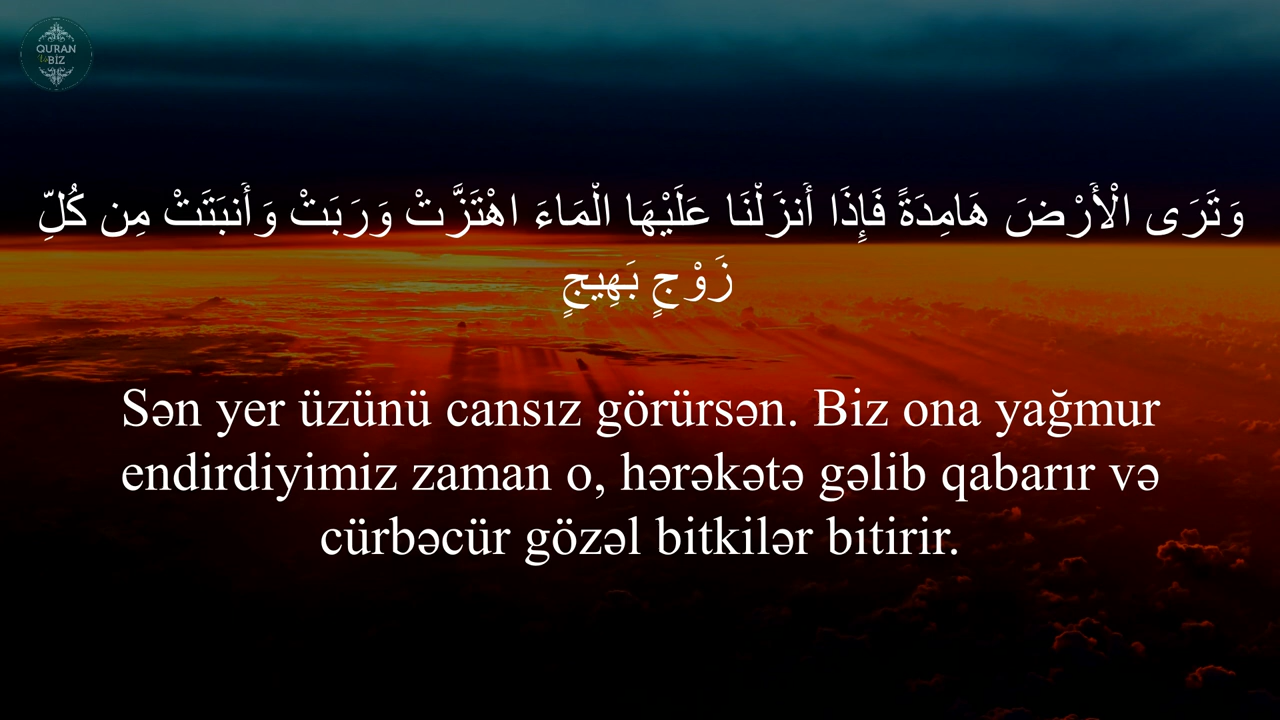 QURAN
Və BİZ
وَتَرَى الْأَرْضَ هَامِدَةً فَإِذَا أَنزَلْنَا عَلَيْهَا الْمَاءَ اهْتَزَّتْ وَرَبَتْ وَأَنبَتَتْ مِن كُلِّ
زَوْجٍ بَهِيجٍ
Sən yer üzünü cansız görürsən. Biz ona yağmur
endirdiyimiz zaman o, hərəkətə gəlib qabarır və
cürbəcür gözəl bitkilər bitirir.